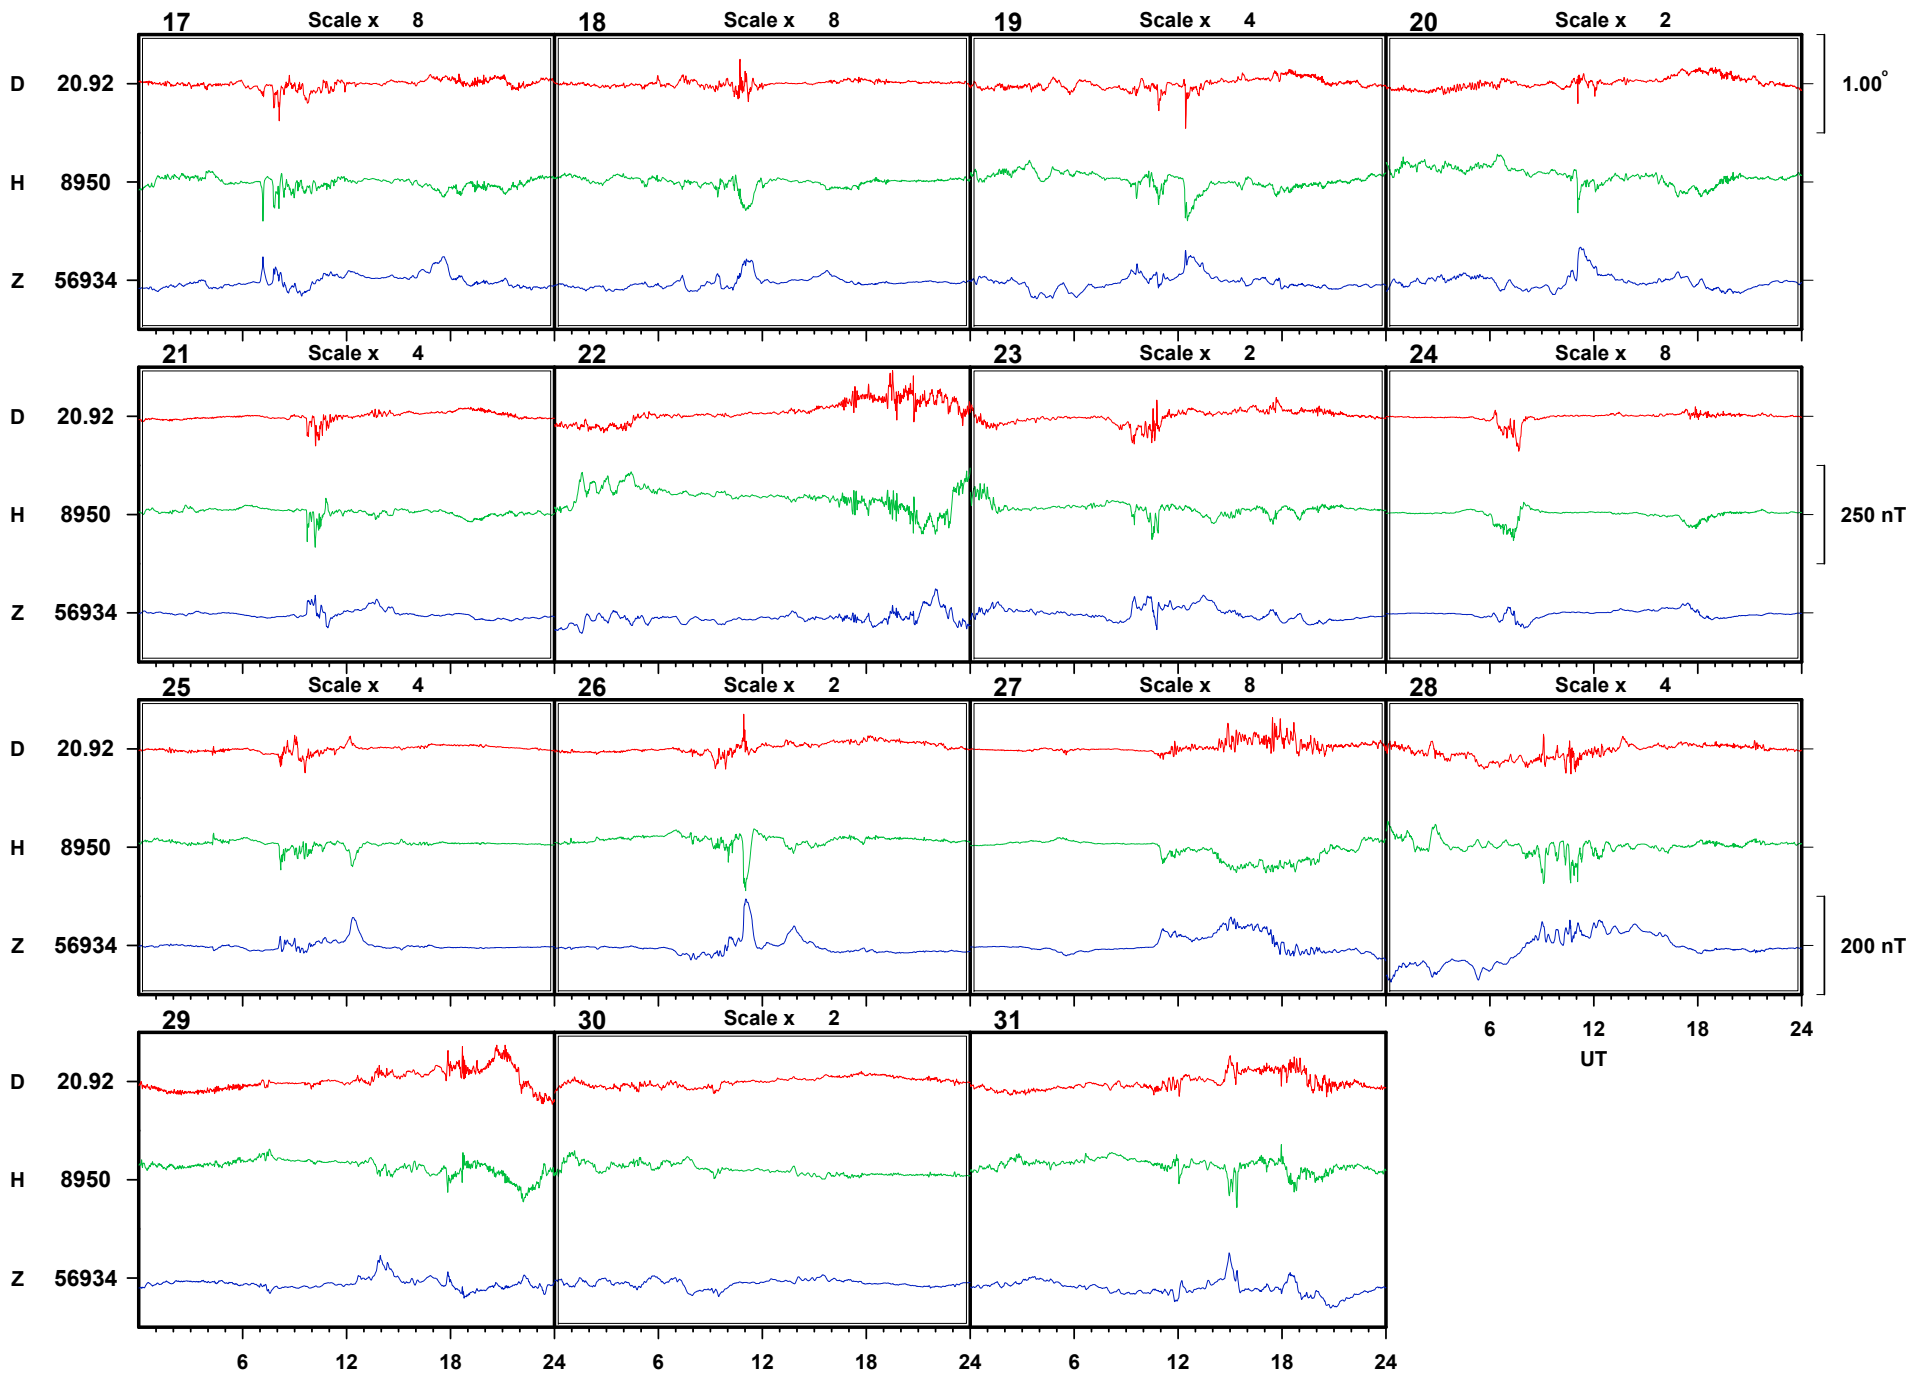 17 Scale x 8 18 Scale x 8 19 Scale x 4 20 Scale x 2
D 20.92 1.00°
H 8950
Z 56934
21 Scale x 4 22 23 Scale x 2 24 Scale x 8
D 20.92
H 8950 250 nT
Z 56934
25 Scale x 4 26 Scale x 2 27 Scale x 8 28 Scale x 4
D 20.92
H 8950
Z 56934 200 nT
29 30 Scale x 2 31 6 12 18 24
UT
D 20.92
H 8950
Z 56934
6 12 18 24 6 12 18 24 6 12 18 24